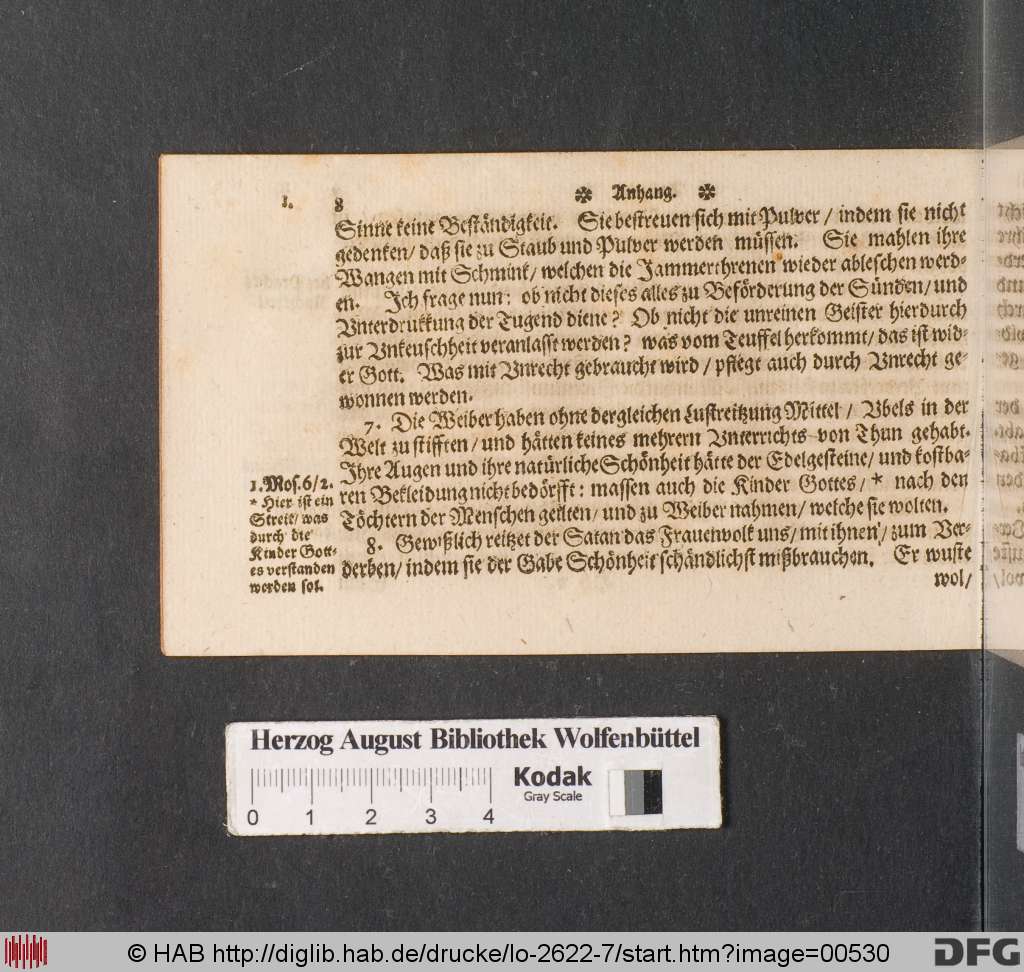 I. 8 ✼ Anhang. ✼
Sinne keine Beständigkeit. Sie bestreuen sich mit Pulver / indem sie nicht
gedenken / daß sie zu Staub und Pulver werden müssen. Sie mahlen ihre
Wangen mit Schmink / welchen die Jammerthrenen wieder ableschen werd-
en. Ich frage nun: ob nicht dieses alles zu Beförderung der Sünden / und
Vnterdrukkung der Tugend diene? Ob nicht die unreinen Geister hierdurch
zur Vnkeuschheit veranlasst werden? was vom Teuffel herkommt / das ist wid-
er Gott. Was mit Vnrecht gebraucht wird / pflegt auch durch Vnrecht ge-
wonnen werden.
7. Die Weiber haben ohne dergleichen Lustreitzung Mittel / Vbels in der
Welt zu stifften / und hätten keines mehrern Vnterrichts von Thun gehabt.
Ihre Augen und ihre natürliche Schönheit hätte der Edelgesteine / und kostba-
ren Bekleidung nicht bedörfft: massen auch die Kinder Gottes / * nach den
Töchtern der Menschen geilten / und zu Weiber nahmen / welche sie wolten.
8. Gewißlich reitzet der Satan das Frauenvolk uns / mit ihnen / zum Ver-
derben / indem sie der Gabe Schönheit schändlichst mißbrauchen. Er wuste
wol /
1. Mos. 6 / 2.
* Hier ist ein
Streit / was
durch die
Kinder Gott-
es verstanden
werden sol.
Herzog August Bibliothek Wolfenbüttel
Kodak
Gray Scale
0 1 2 3 4
© HAB http://diglib.hab.de/drucke/lo-2622-7/start.htm?image=00530
DFG